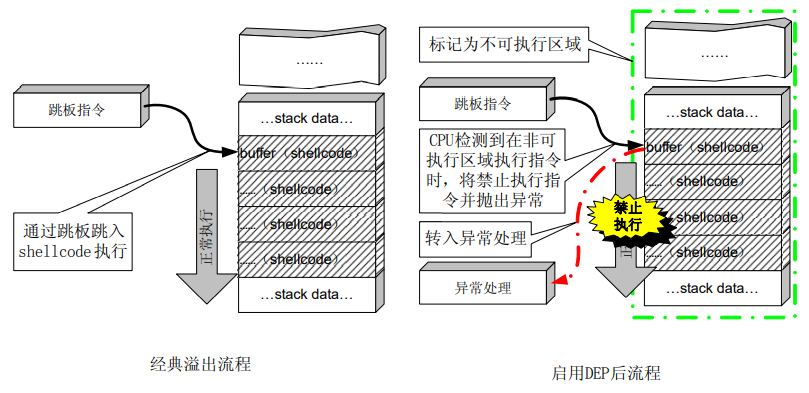 ……
跳板指令
…stack data…
buffer（shellcode）
……（shellcode）
……（shellcode）
……（shellcode）
…stack data…
正常执行
通过跳板跳入
shellcode执行
经典溢出流程
标记为不可执行区域
……
跳板指令
…stack data…
buffer（shellcode）
……（shellcode）
……（shellcode）
……（shellcode）
…stack data…
CPU检测到在非可
执行区域执行指令
时，将禁止执行指
令并抛出异常
禁止
执行
正
转入异常处理
异常处理
启用DEP后流程